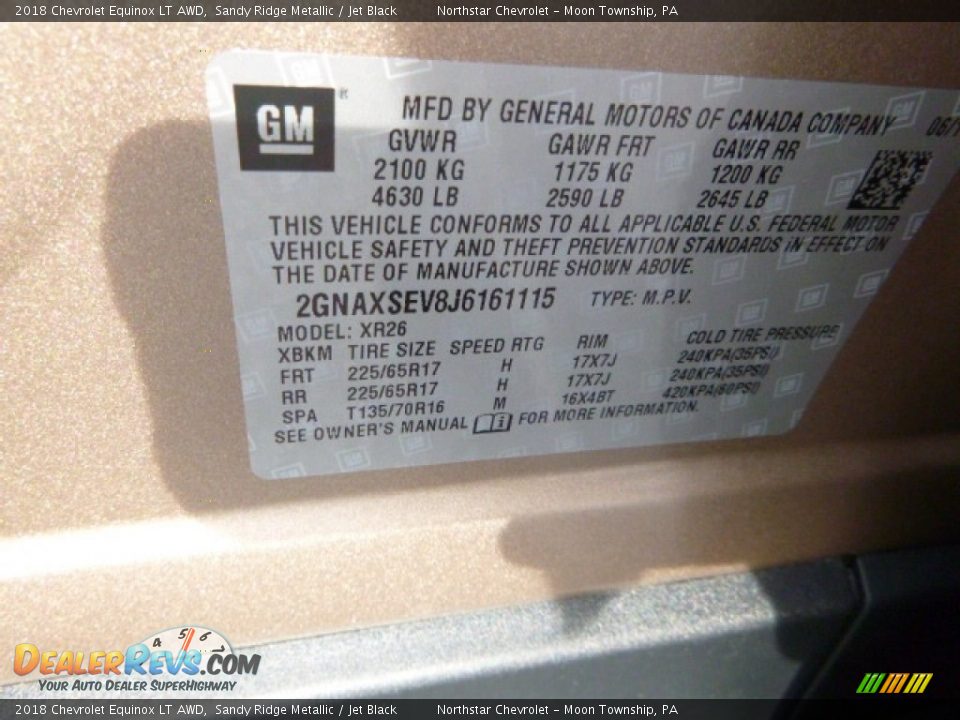 2018 Chevrolet Equinox LT AWD, Sandy Ridge Metallic / Jet Black Northstar Chevrolet – Moon Township, PA
GM ®
MFD BY GENERAL MOTORS OF CANADA COMPANY 06/1
GVWR GAWR FRT GAWR RR
2100 KG 1175 KG 1200 KG
4630 LB 2590 LB 2645 LB
THIS VEHICLE CONFORMS TO ALL APPLICABLE U.S. FEDERAL MOTOR
VEHICLE SAFETY AND THEFT PREVENTION STANDARDS IN EFFECT ON
THE DATE OF MANUFACTURE SHOWN ABOVE.
2GNAXSEV8J6161115 TYPE: M.P.V.
MODEL: XR26
XBKM TIRE SIZE SPEED RTG RIM COLD TIRE PRESSURE
FRT 225/65R17 H 17X7J 240KPA(35PSI)
RR 225/65R17 H 17X7J 240KPA(35PSI)
SPA T135/70R16 M 16X4BT 420KPA(60PSI)
SEE OWNER'S MANUAL FOR MORE INFORMATION.
4 5 6 7
DEALERREVS.COM
YOUR AUTO DEALER SUPERHIGHWAY
2018 Chevrolet Equinox LT AWD, Sandy Ridge Metallic / Jet Black Northstar Chevrolet – Moon Township, PA